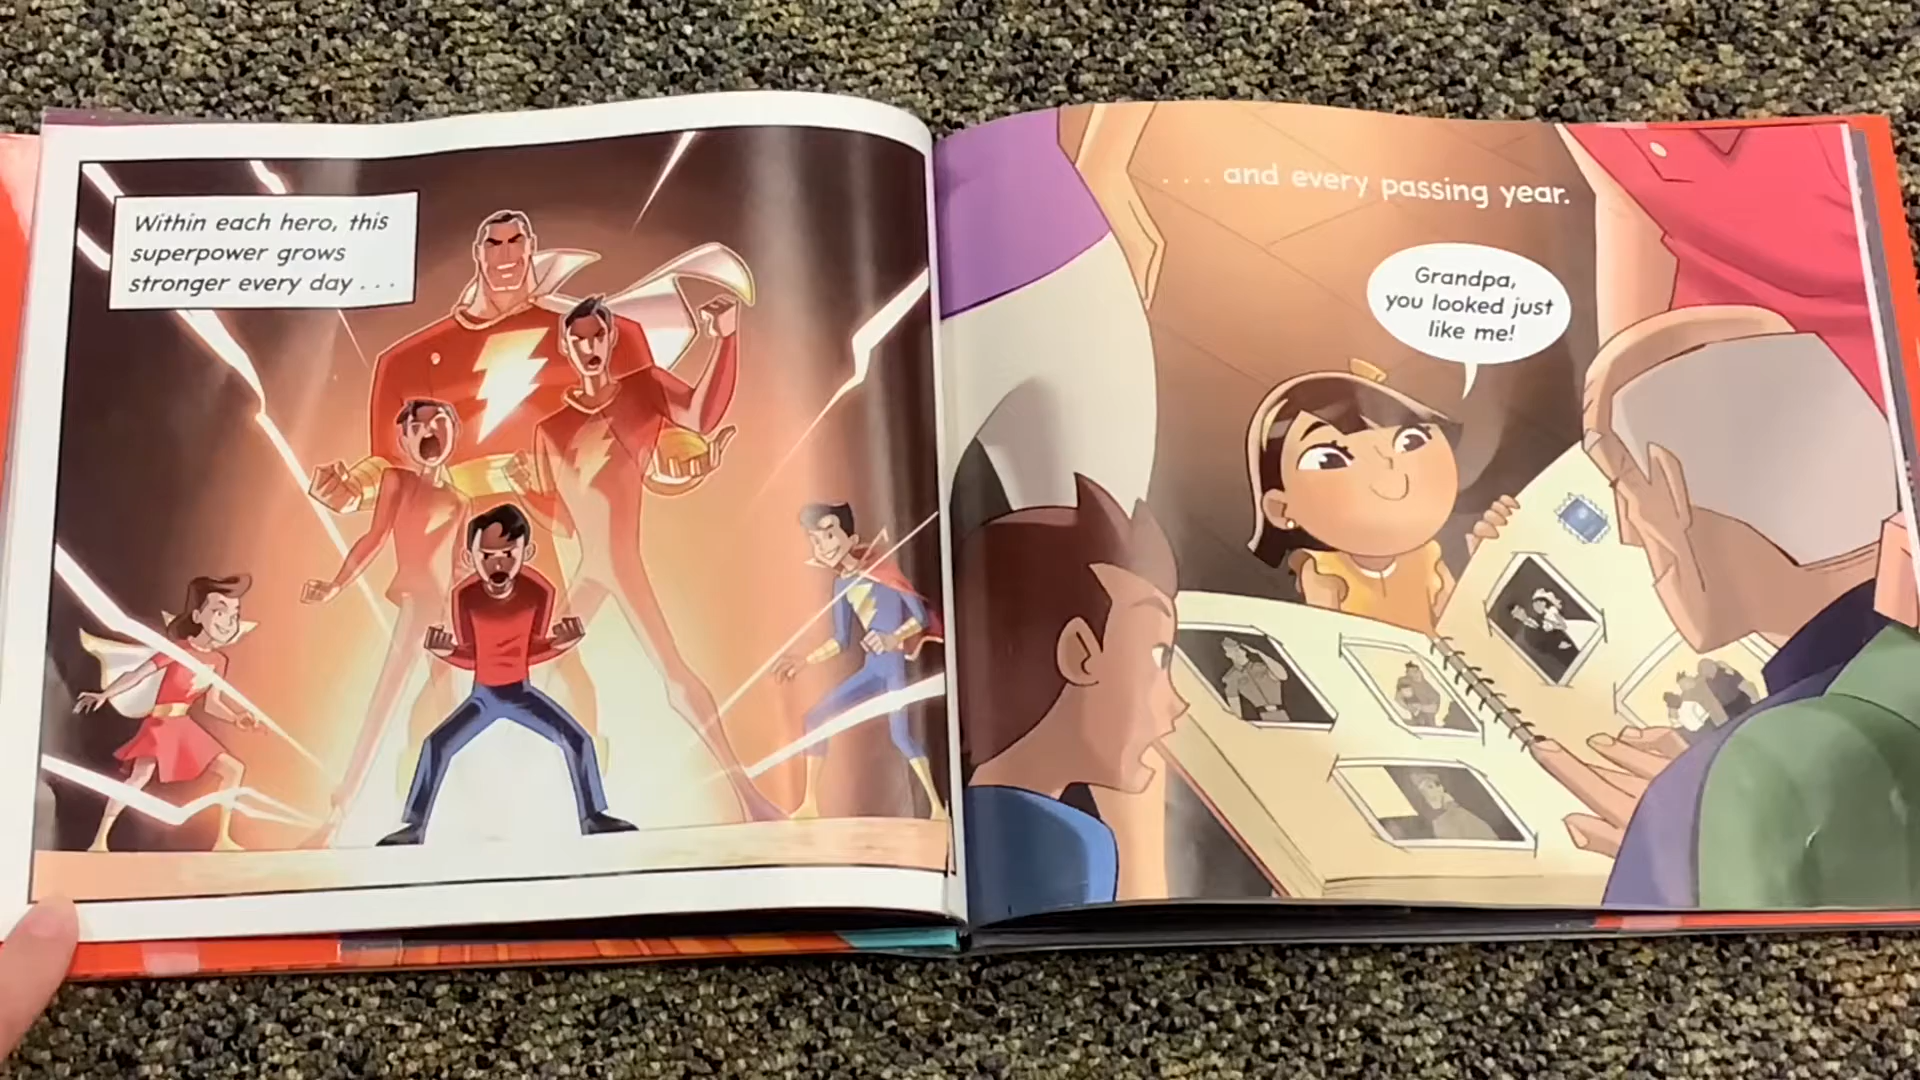 Within each hero, this
superpower grows
stronger every day . . .
. . . and every passing year.
Grandpa,
you looked just
like me!